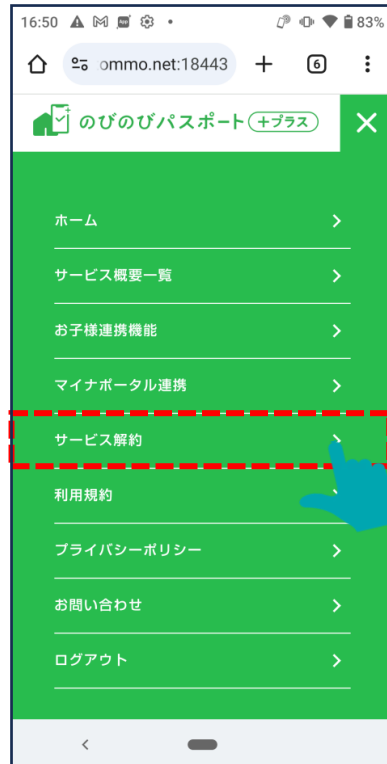 16:50
83%
ommo.net:18443
6
のびのびパスポート +プラス
ホーム
サービス概要一覧
お子様連携機能
マイナポータル連携
サービス解約
利用規約
プライバシーポリシー
お問い合わせ
ログアウト